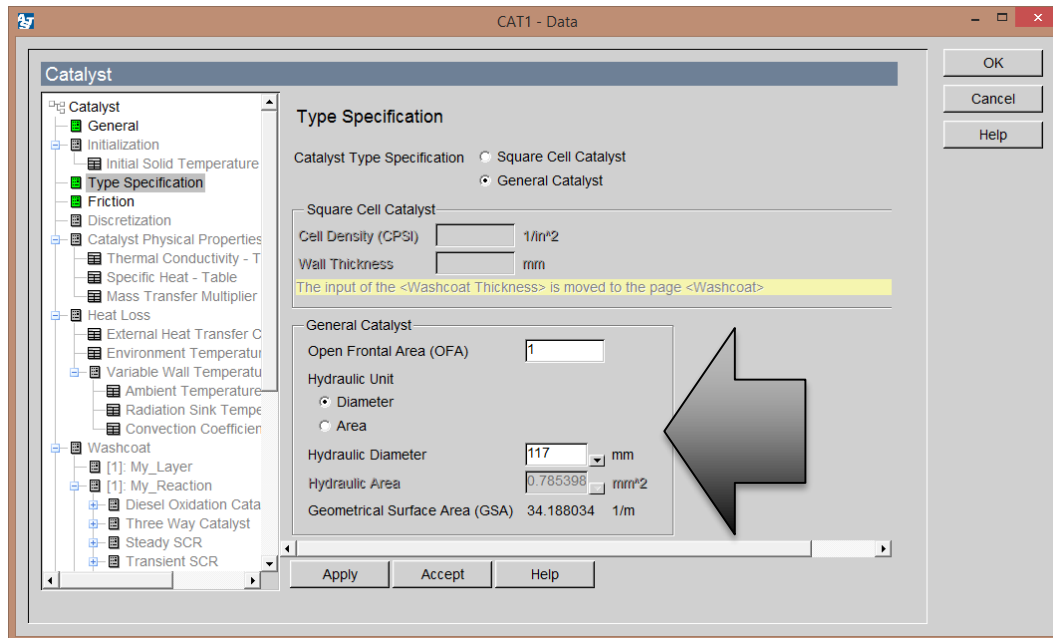 CAT1 - Data
Catalyst
OK
Cancel
Help
Catalyst
General
Initialization
Initial Solid Temperature
Type Specification
Friction
Discretization
Catalyst Physical Properties
Thermal Conductivity - T
Specific Heat - Table
Mass Transfer Multiplier
Heat Loss
External Heat Transfer C
Environment Temperatur
Variable Wall Temperatu
Ambient Temperature
Radiation Sink Tempe
Convection Coefficien
Washcoat
[1]: My_Layer
[1]: My_Reaction
Diesel Oxidation Cata
Three Way Catalyst
Steady SCR
Transient SCR
Type Specification
Catalyst Type Specification Square Cell Catalyst
General Catalyst
Square Cell Catalyst
Cell Density (CPSI) 1/in^2
Wall Thickness mm
The input of the <Washcoat Thickness> is moved to the page <Washcoat>
General Catalyst
Open Frontal Area (OFA) 1
Hydraulic Unit
Diameter
Area
Hydraulic Diameter 117 mm
Hydraulic Area 0.785398 mm^2
Geometrical Surface Area (GSA) 34.188034 1/m
Apply Accept Help